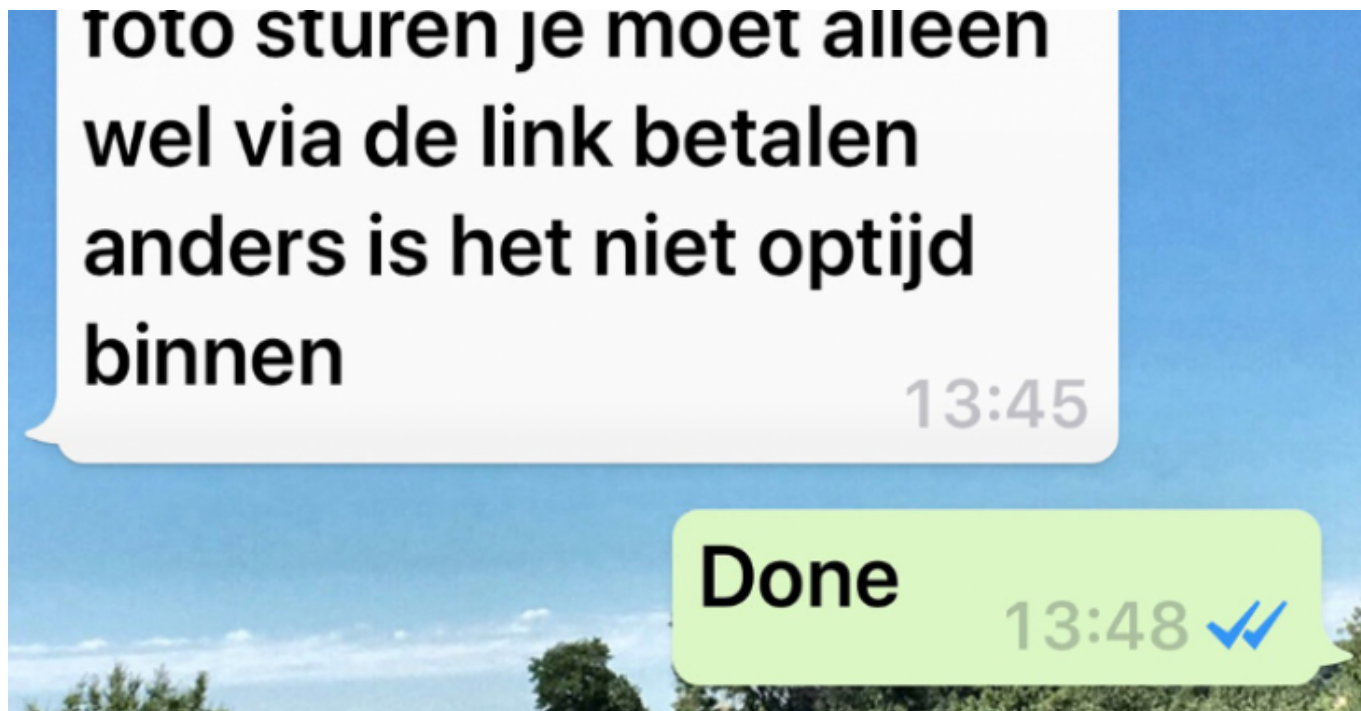 foto sturen je moet alleen
wel via de link betalen
anders is het niet optijd
binnen
13:45
Done
13:48